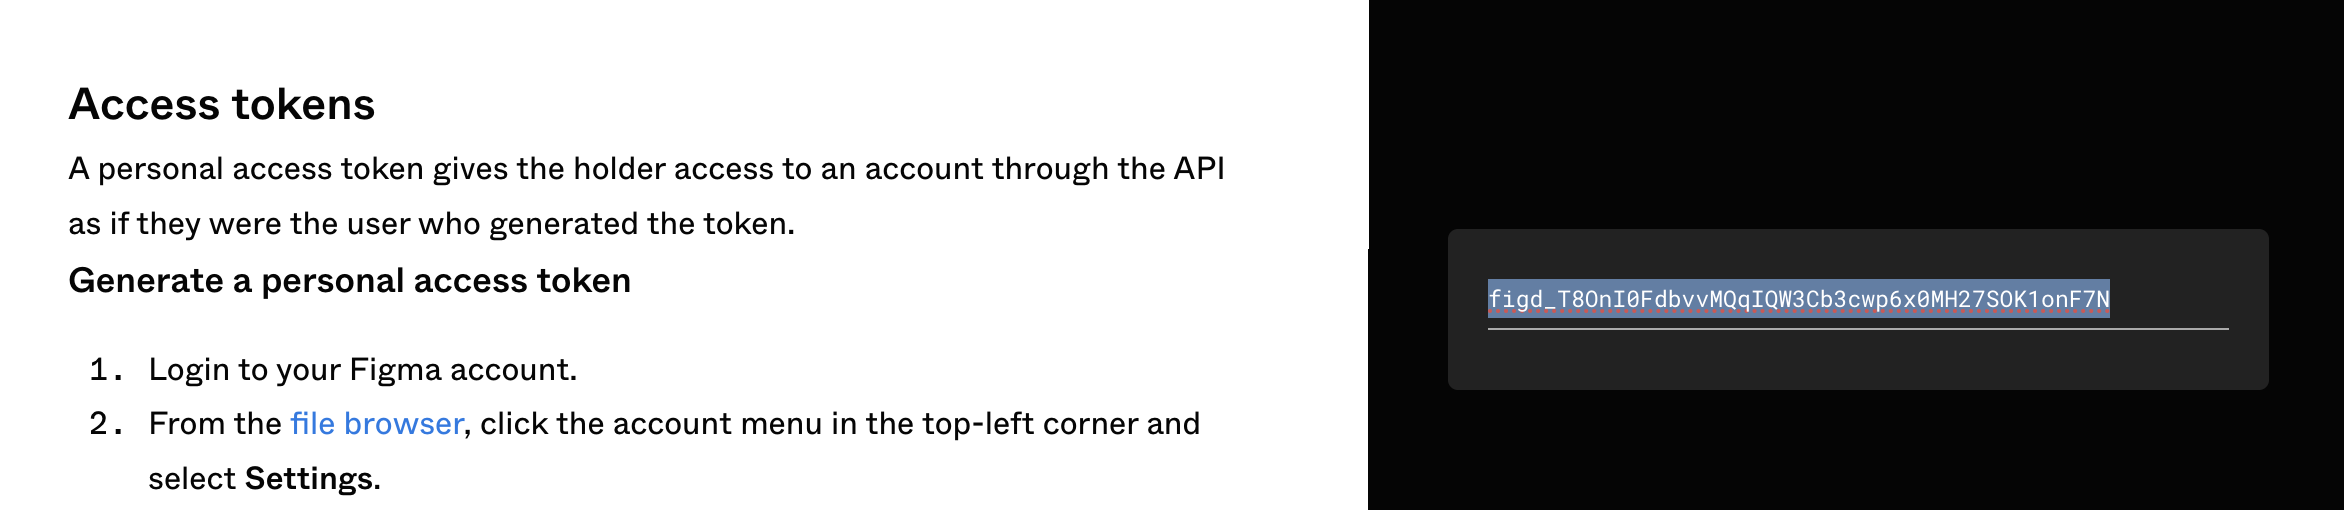 Access tokens
A personal access token gives the holder access to an account through the API
as if they were the user who generated the token.
Generate a personal access token
1. Login to your Figma account.
2. From the file browser, click the account menu in the top-left corner and
select Settings.
figd_T8OnI0FdbvvMQqIQW3Cb3cwp6x0MH27SOK1onF7N